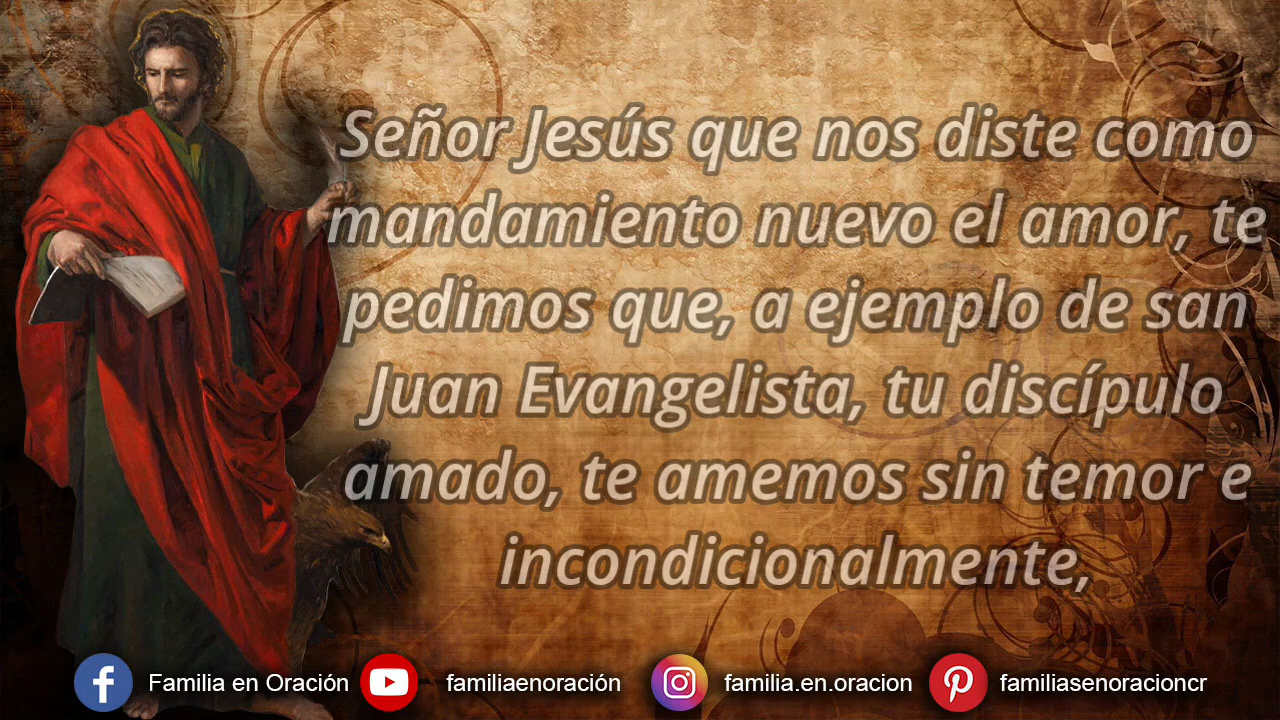 Señor Jesús que nos diste como
mandamiento nuevo el amor, te
pedimos que, a ejemplo de san
Juan Evangelista, tu discípulo
amado, te amemos sin temor e
incondicionalmente,
Familia en Oración
familiaenoración
familia.en.oracion
familiasenoracioncr